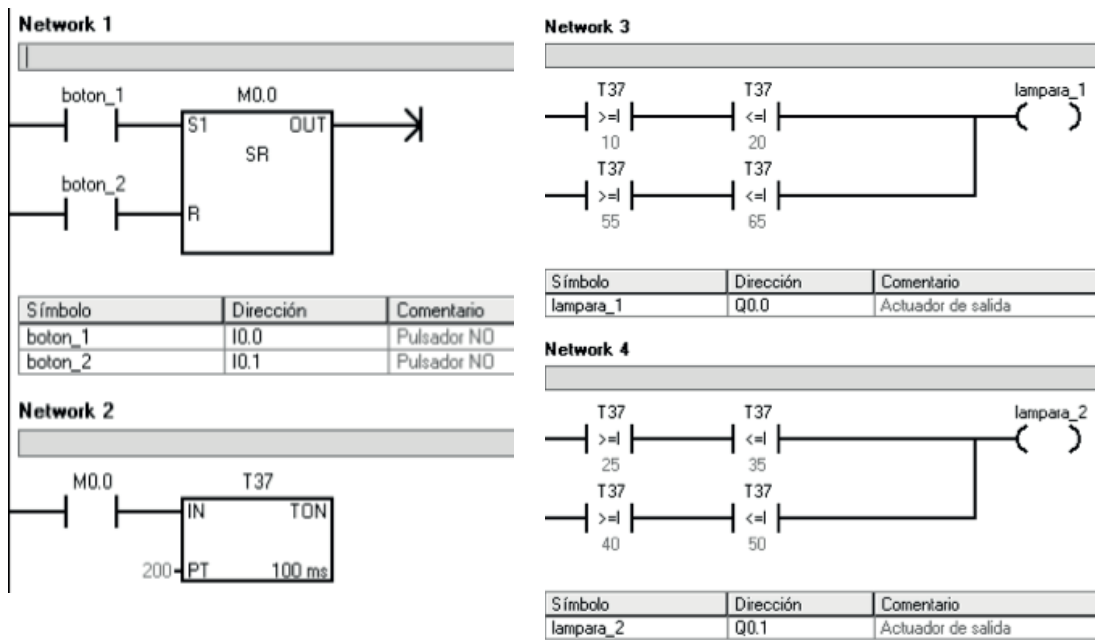 Network 1
boton_1 M0.0
S1 OUT
SR
boton_2
R
Símbolo Dirección Comentario
boton_1 I0.0 Pulsador NO
boton_2 I0.1 Pulsador NO
Network 2
M0.0 T37
IN TON
200 PT 100 ms
Network 3
T37 T37 lampara_1
>=I <=I
10 20
T37 T37
>=I <=I
55 65
Símbolo Dirección Comentario
lampara_1 Q0.0 Actuador de salida
Network 4
T37 T37 lampara_2
>=I <=I
25 35
T37 T37
>=I <=I
40 50
Símbolo Dirección Comentario
lampara_2 Q0.1 Actuador de salida